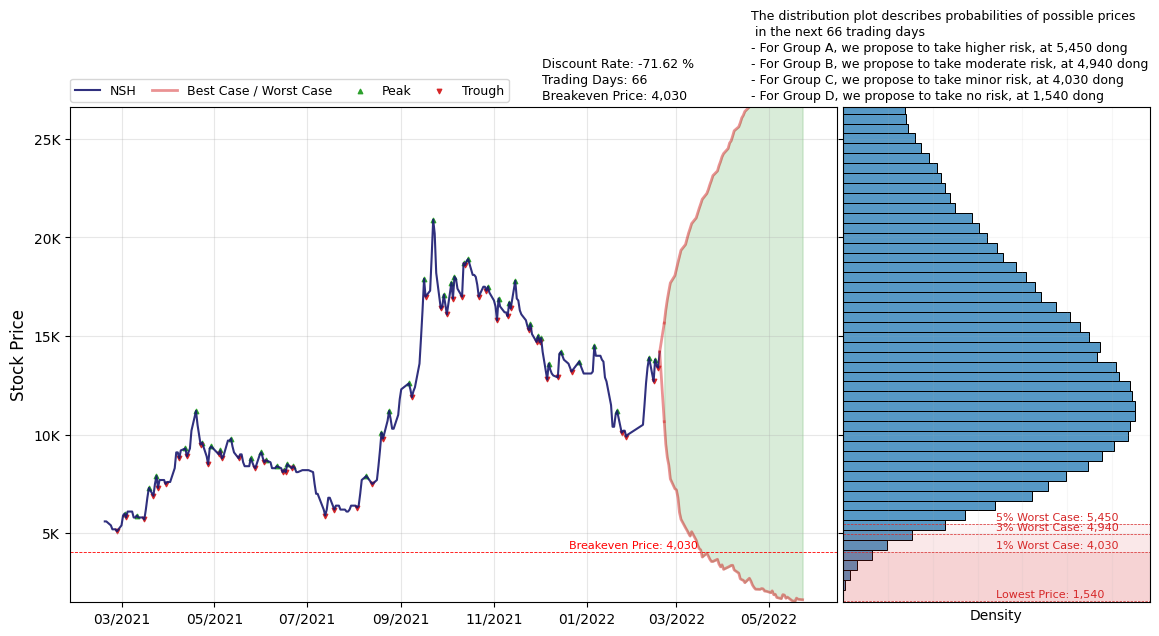 The distribution plot describes probabilities of possible prices
in the next 66 trading days
- For Group A, we propose to take higher risk, at 5,450 dong
- For Group B, we propose to take moderate risk, at 4,940 dong
- For Group C, we propose to take minor risk, at 4,030 dong
- For Group D, we propose to take no risk, at 1,540 dong
Discount Rate: -71.62 %
Trading Days: 66
Breakeven Price: 4,030
NSH Best Case / Worst Case Peak Trough
25K
20K
15K
10K
5K
Stock Price
Breakeven Price: 4,030
5% Worst Case: 5,450
3% Worst Case: 4,940
1% Worst Case: 4,030
Lowest Price: 1,540
03/2021 05/2021 07/2021 09/2021 11/2021 01/2022 03/2022 05/2022
Density